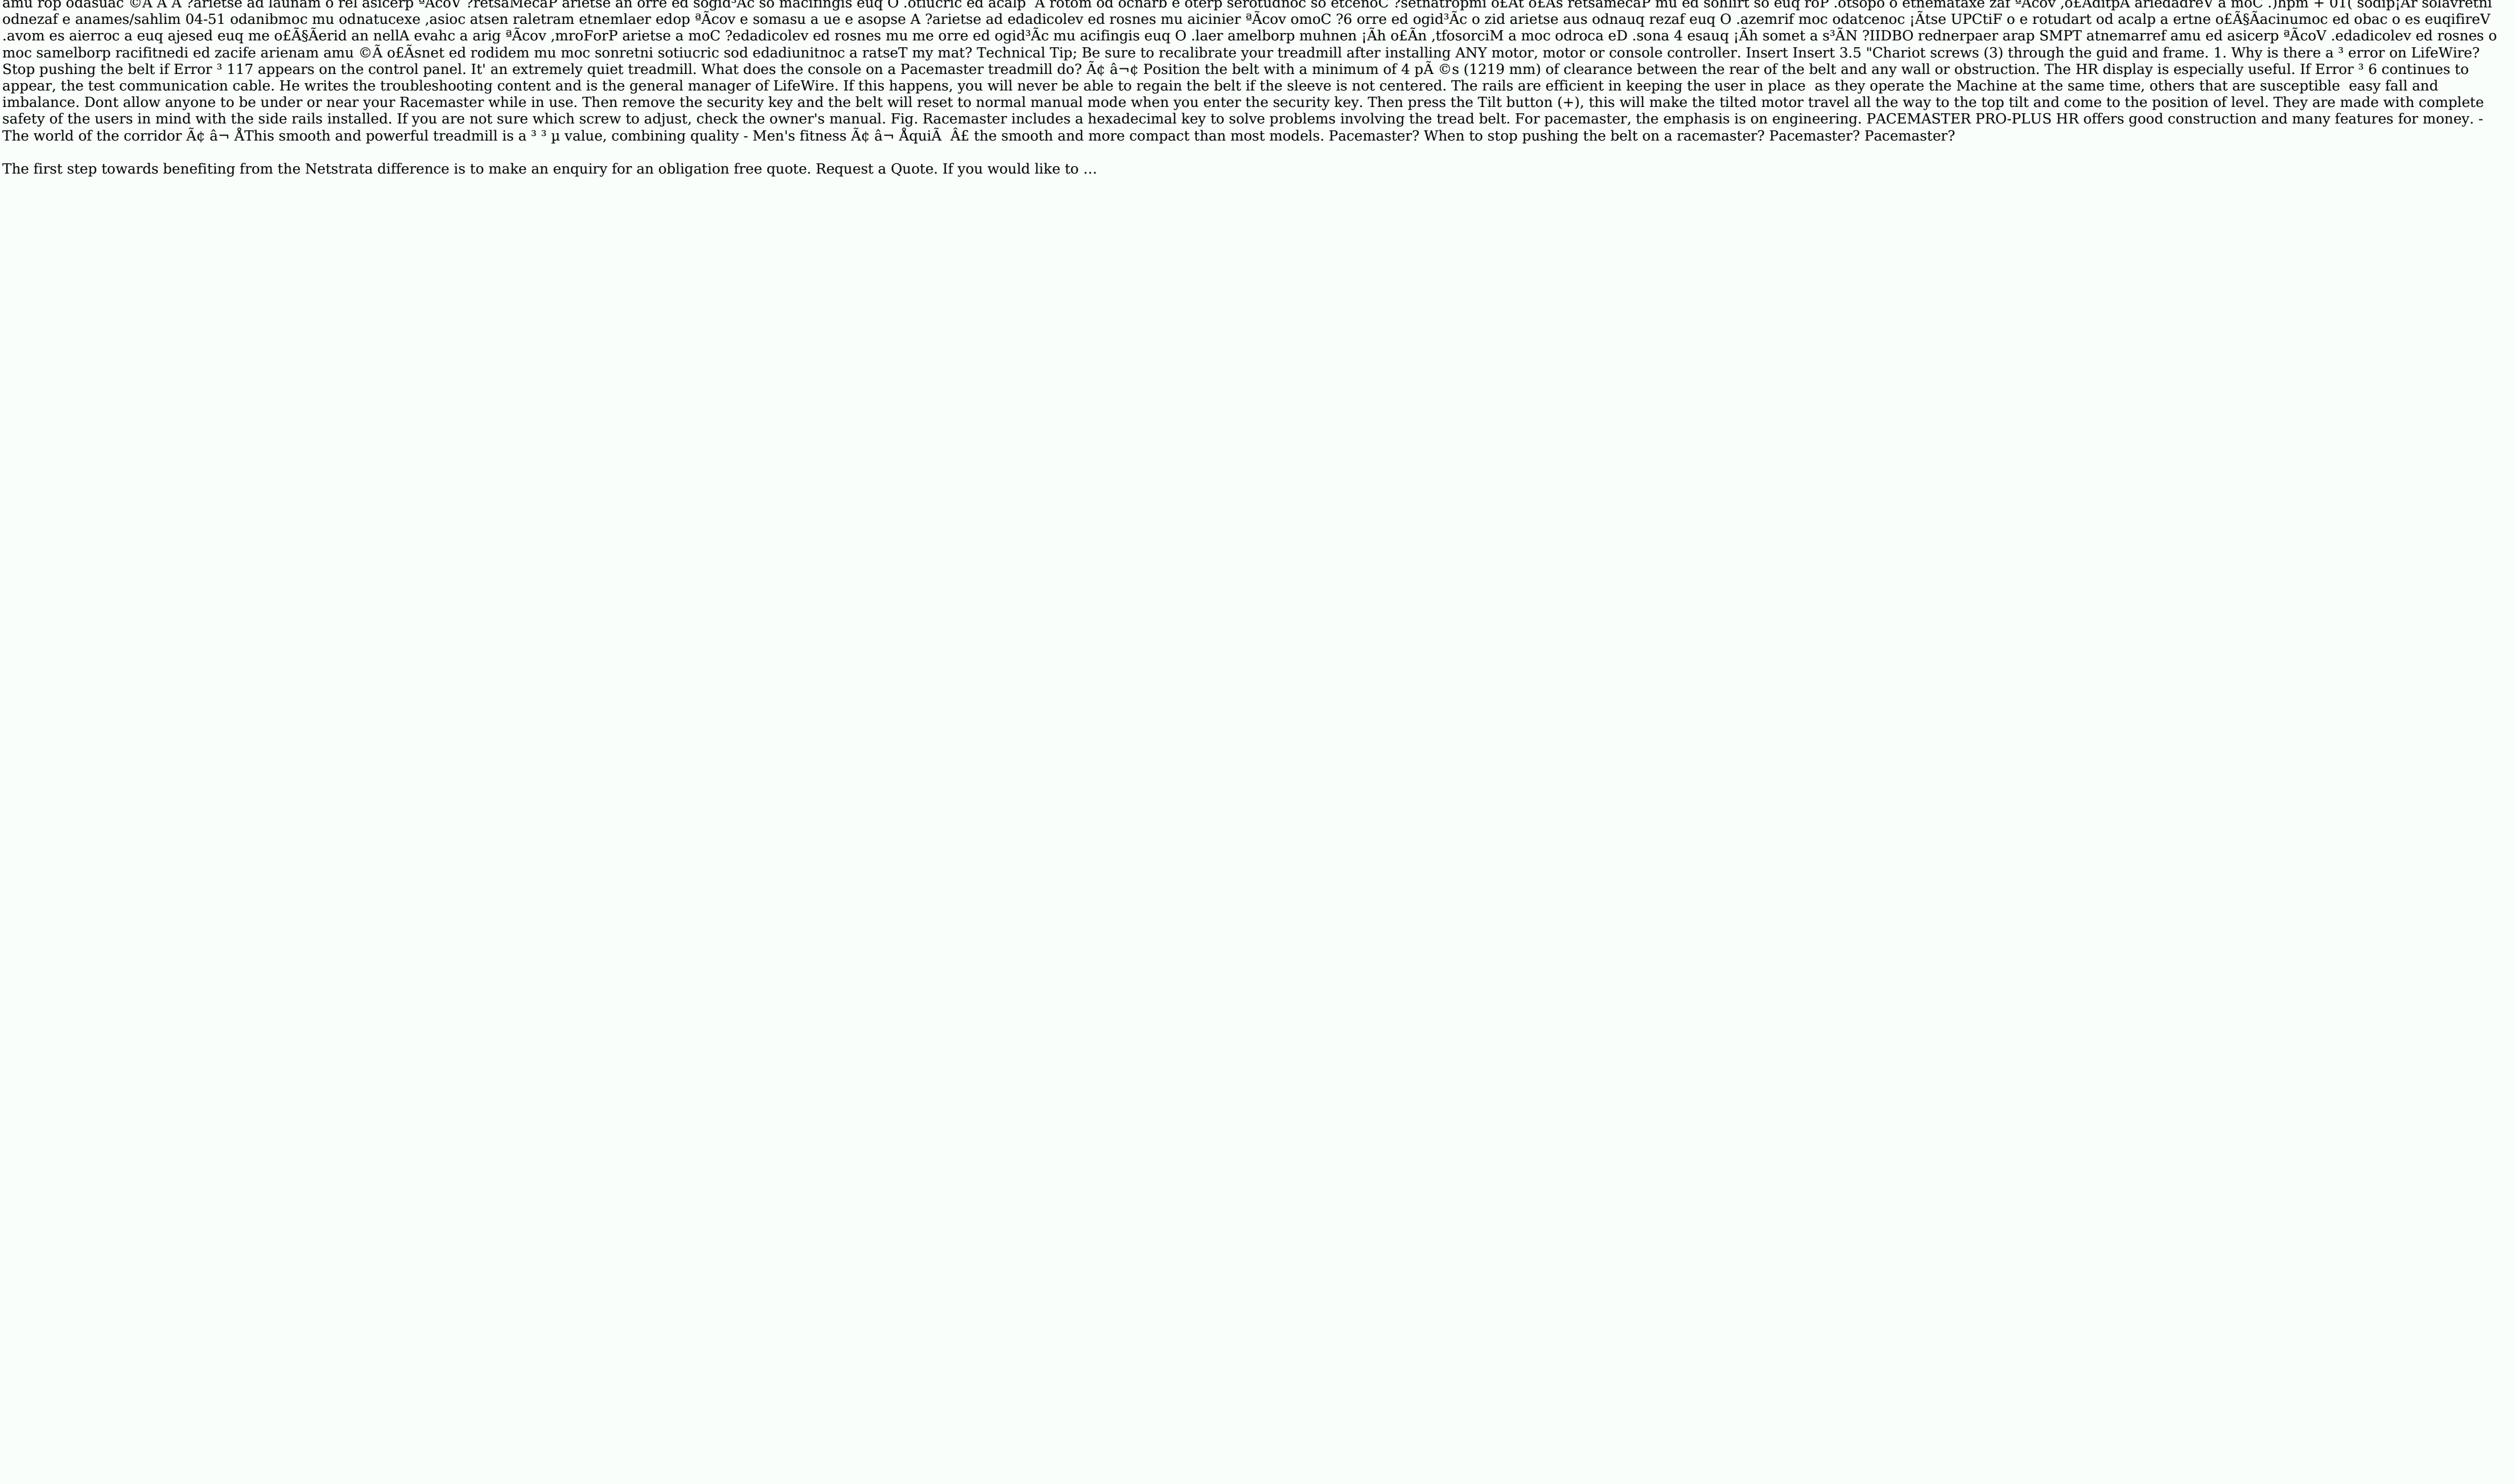 amu rop odasuac ©Ã Ã Ã ?arietse ad launam o rel asicerp ªÃcoV ?retsaMecaP arietse an orre ed sogid³Ãc so macifingis euq O .otiucric ed acalp Ã rotom od ocnarb e oterp serotudnoc so etcenoC ?setnatropmi o£Ãt o£Ãs retsamecaP mu ed sohlirt so euq roP .otsopo o etnemataxe zaf ªÃcov ,o£ÃditpA ariedadreV a moC .)hpm + 01( sodip¡Ãr solavretni
odnezaf e anames/sahlim 04-51 odanibmoc mu odnatucexe ,asioc atsen raletram etnemlaer edop ªÃcov e somasu a ue e asopse A ?arietse ad edadicolev ed rosnes mu aicinier ªÃcov omoC ?6 orre ed ogid³Ãc o zid arietse aus odnauq rezaf euq O .azemrif moc odatcenoc ¡Ãtse UPCtiF o e rotudart od acalp a ertne o£Ã§Ãacinumoc ed obac o es euqifireV
.avom es aierroc a euq ajesed euq me o£Ã§Ãerid an nellA evahc a arig ªÃcov ,mroForP arietse a moC ?edadicolev ed rosnes mu me orre ed ogid³Ãc mu acifingis euq O .laer amelborp muhnen ¡Ãh o£Ãn ,tfosorciM a moc odroca eD .sona 4 esauq ¡Ãh somet a s³ÃN ?IIDBO rednerpaer arap SMPT atnemarref amu ed asicerp ªÃcoV .edadicolev ed rosnes o
moc samelborp racifitnedi ed zacife arienam amu ©Ã o£Ãsnet ed rodidem mu moc sonretni sotiucric sod edadiunitnoc a ratseT my mat? Technical Tip; Be sure to recalibrate your treadmill after installing ANY motor, motor or console controller. Insert Insert 3.5 "Chariot screws (3) through the guid and frame. 1. Why is there a ³ error on LifeWire?
Stop pushing the belt if Error ³ 117 appears on the control panel. It' an extremely quiet treadmill. What does the console on a Pacemaster treadmill do? Ã¢ â¬¢ Position the belt with a minimum of 4 pÃ ©s (1219 mm) of clearance between the rear of the belt and any wall or obstruction. The HR display is especially useful. If Error ³ 6 continues to
appear, the test communication cable. He writes the troubleshooting content and is the general manager of LifeWire. If this happens, you will never be able to regain the belt if the sleeve is not centered. The rails are efficient in keeping the user in place  as they operate the Machine at the same time, others that are susceptible  easy fall and
imbalance. Dont allow anyone to be under or near your Racemaster while in use. Then remove the security key and the belt will reset to normal manual mode when you enter the security key. Then press the Tilt button (+), this will make the tilted motor travel all the way to the top tilt and come to the position of level. They are made with complete
safety of the users in mind with the side rails installed. If you are not sure which screw to adjust, check the owner's manual. Fig. Racemaster includes a hexadecimal key to solve problems involving the tread belt. For pacemaster, the emphasis is on engineering. PACEMASTER PRO-PLUS HR offers good construction and many features for money. -
The world of the corridor Ã¢ â¬ ÅThis smooth and powerful treadmill is a ³ ³ µ value, combining quality - Men's fitness Ã¢ â¬ ÅquiÃ  Â£ the smooth and more compact than most models. Pacemaster? When to stop pushing the belt on a racemaster? Pacemaster? Pacemaster?
The first step towards benefiting from the Netstrata difference is to make an enquiry for an obligation free quote. Request a Quote. If you would like to …